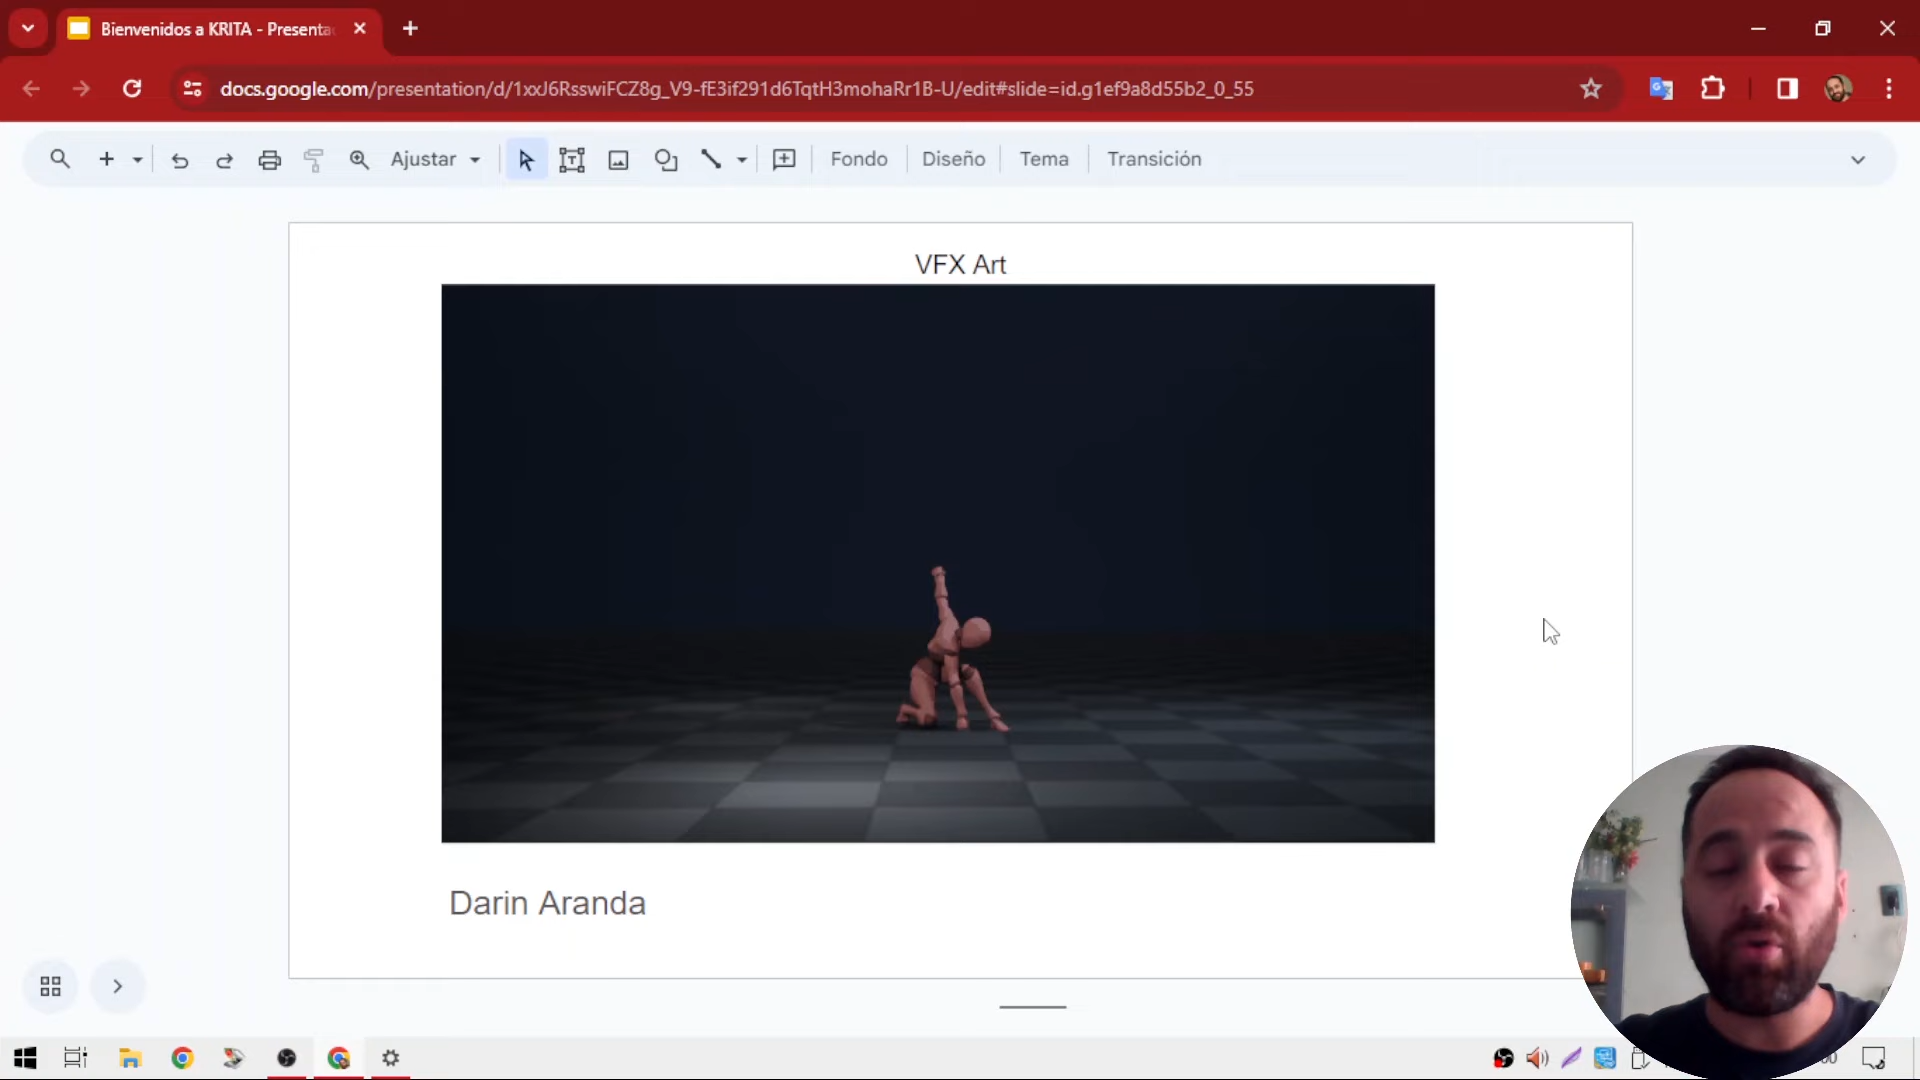 Bienvenidos a KRITA - Presenta
docs.google.com/presentation/d/1xxJ6RsswiFCZ8g_V9-fE3if291d6TqtH3mohaRr1B-U/edit#slide=id.g1ef9a8d55b2_0_55
Ajustar
Fondo
Diseño
Tema
Transición
VFX Art
Darin Aranda